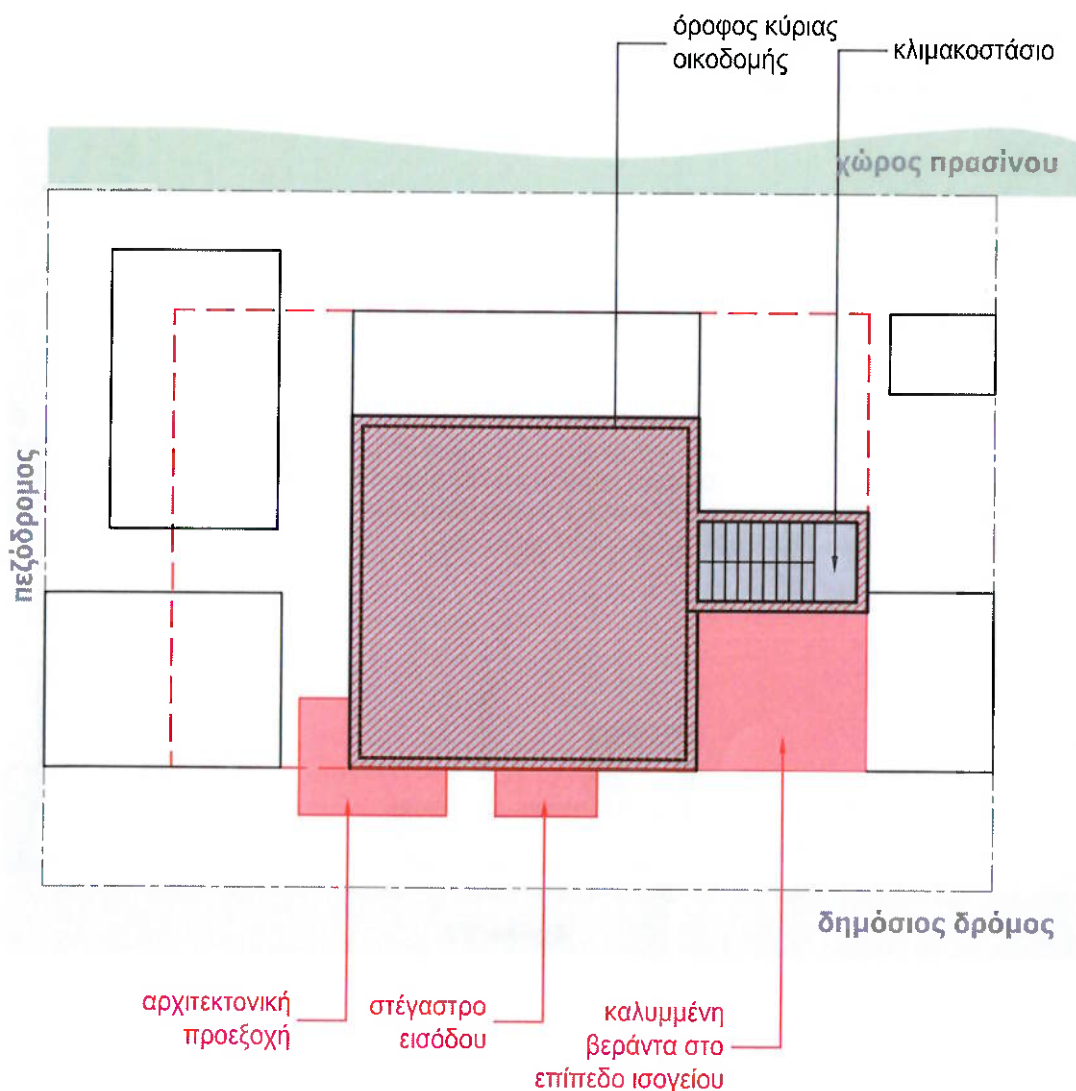 όροφος κύριας
οικοδομής
κλιμακοστάσιο
χώρος πρασίνου
πεζόδρομος
δημόσιος δρόμος
αρχιτεκτονική
προεξοχή
στέγαστρο
εισόδου
καλυμμένη
βεράντα στο
επίπεδο ισογείου